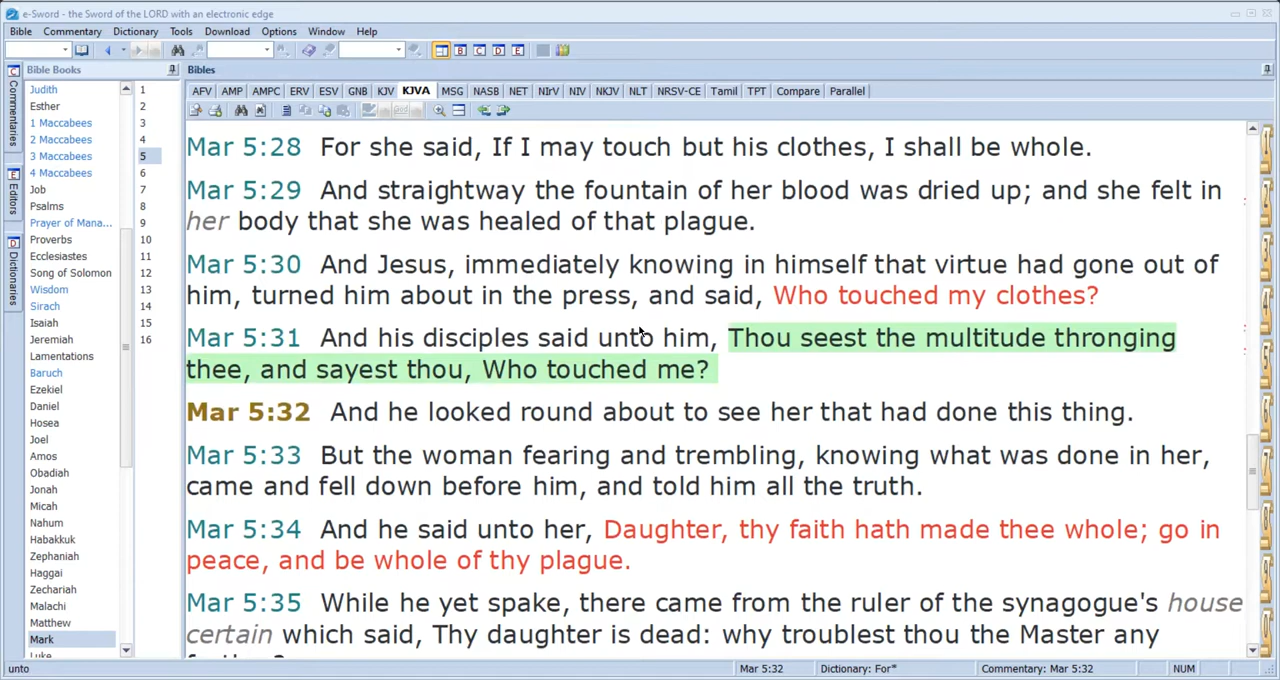 e-Sword - the Sword of the LORD with an electronic edge
Bible Commentary Dictionary Tools Download Options Window Help
B C D E
Bible Books
Bibles
C Commentaries
E Editors
D Dictionaries
Judith
Esther
1 Maccabees
2 Maccabees
3 Maccabees
4 Maccabees
Job
Psalms
Prayer of Mana...
Proverbs
Ecclesiastes
Song of Solomon
Wisdom
Sirach
Isaiah
Jeremiah
Lamentations
Baruch
Ezekiel
Daniel
Hosea
Joel
Amos
Obadiah
Jonah
Micah
Nahum
Habakkuk
Zephaniah
Haggai
Zechariah
Malachi
Matthew
Mark
Luke
1
2
3
4
5
6
7
8
9
10
11
12
13
14
15
16
AFV AMP AMPC ERV ESV GNB KJV KJVA MSG NASB NET NIrV NIV NKJV NLT NRSV-CE Tamil TPT Compare Parallel
Mar 5:28 For she said, If I may touch but his clothes, I shall be whole.
Mar 5:29 And straightway the fountain of her blood was dried up; and she felt in
her body that she was healed of that plague.
Mar 5:30 And Jesus, immediately knowing in himself that virtue had gone out of
him, turned him about in the press, and said, Who touched my clothes?
Mar 5:31 And his disciples said unto him, Thou seest the multitude thronging
thee, and sayest thou, Who touched me?
Mar 5:32 And he looked round about to see her that had done this thing.
Mar 5:33 But the woman fearing and trembling, knowing what was done in her,
came and fell down before him, and told him all the truth.
Mar 5:34 And he said unto her, Daughter, thy faith hath made thee whole; go in
peace, and be whole of thy plague.
Mar 5:35 While he yet spake, there came from the ruler of the synagogue's house
certain which said, Thy daughter is dead: why troublest thou the Master any
unto
Mar 5:32 Dictionary: For* Commentary: Mar 5:32 NUM